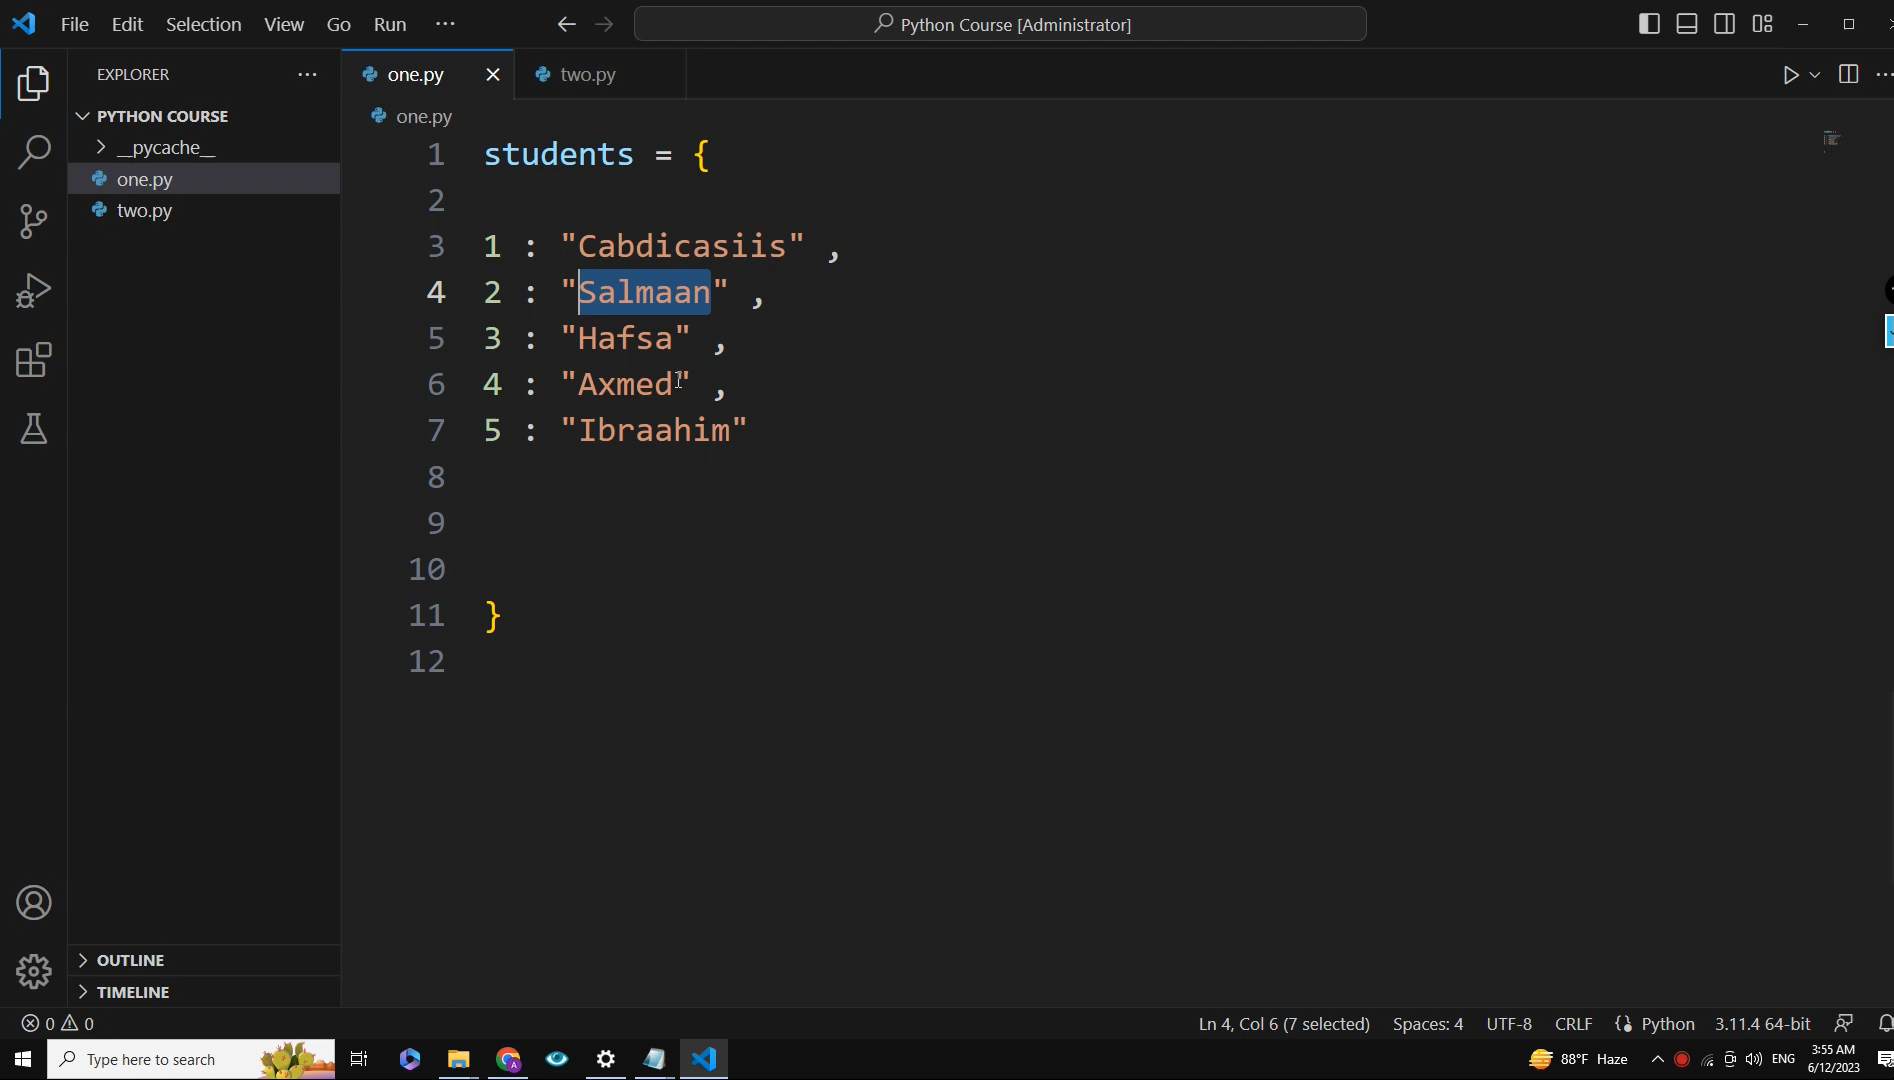 File Edit Selection View Go Run ···
Python Course [Administrator]
EXPLORER ···
PYTHON COURSE
__pycache__
one.py
two.py
OUTLINE
TIMELINE
one.py two.py
one.py
1 students = {
2
3 1 : "Cabdicasiis" ,
4 2 : "Salmaan" ,
5 3 : "Hafsa" ,
6 4 : "Axmed" ,
7 5 : "Ibraahim"
8
9
10
11 }
12
0 0 Ln 4, Col 6 (7 selected) Spaces: 4 UTF-8 CRLF {} Python 3.11.4 64-bit
Type here to search 88°F Haze ENG 3:55 AM
6/12/2023